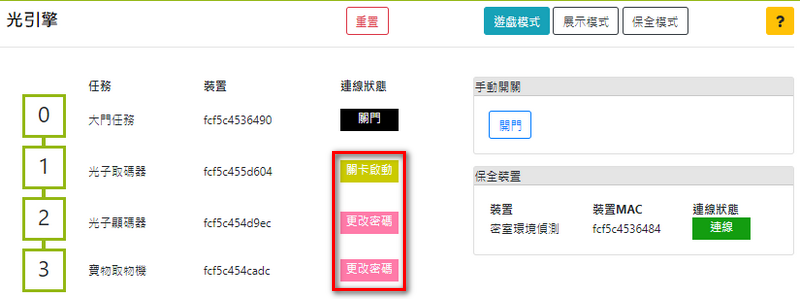 光引擎
重置
遊戲模式
展示模式
保全模式
?
任務 裝置 連線狀態
0 大門任務 fcf5c4536490 關門
1 光子取碼器 fcf5c455d604 關卡啟動
2 光子顯碼器 fcf5c454d9ec 更改密碼
3 寶物取物機 fcf5c454cadc 更改密碼
手動開關
開門
保全裝置
裝置 裝置MAC 連線狀態
密室環境偵測 fcf5c4536484 連線